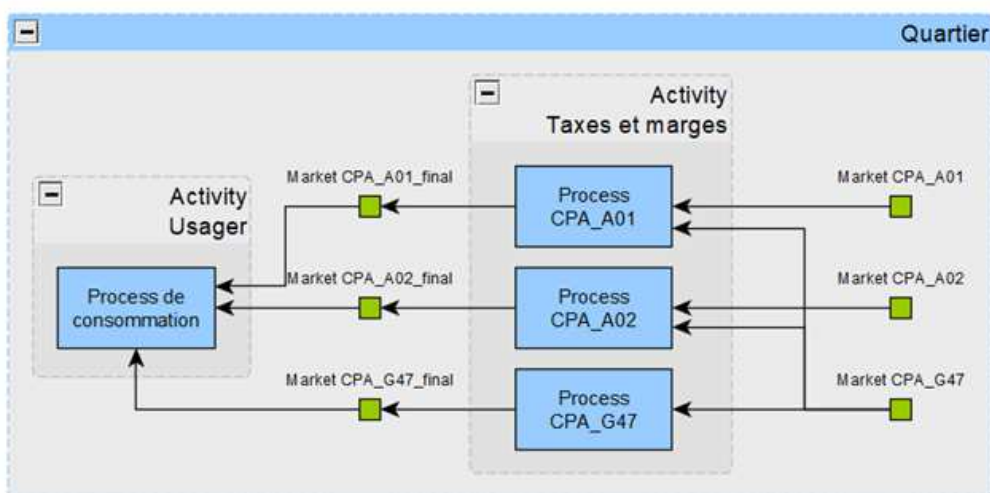 Quartier
Activity
Taxes et marges
Market CPA_A01_final
Process
CPA_A01
Market CPA_A01
Activity
Usager
Market CPA_A02_final
Process
CPA_A02
Market CPA_A02
Process de
consommation
Market CPA_G47_final
Process
CPA_G47
Market CPA_G47